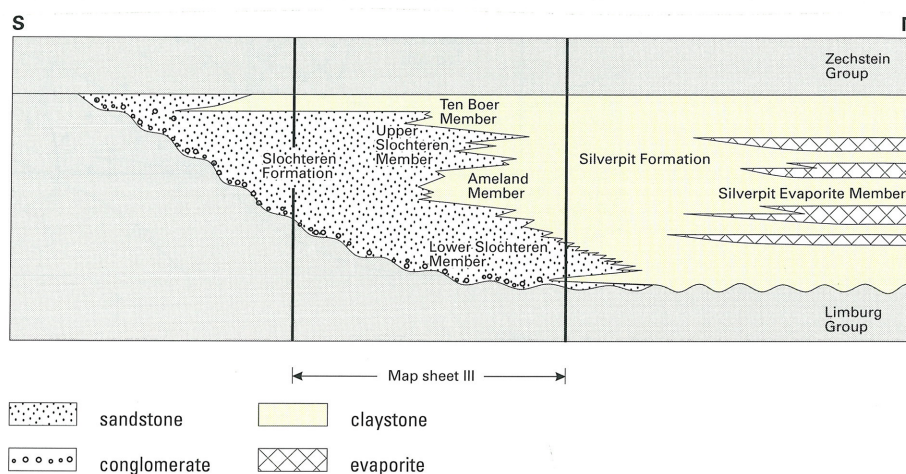 S
Zechstein
Group
Ten Boer
Member
Upper
Slochteren
Member
Slochteren
Formation
Silverpit Formation
Ameland
Member
Silverpit Evaporite Member
Lower Slochteren
Member
Limburg
Group
Map sheet III
sandstone
claystone
conglomerate
evaporite